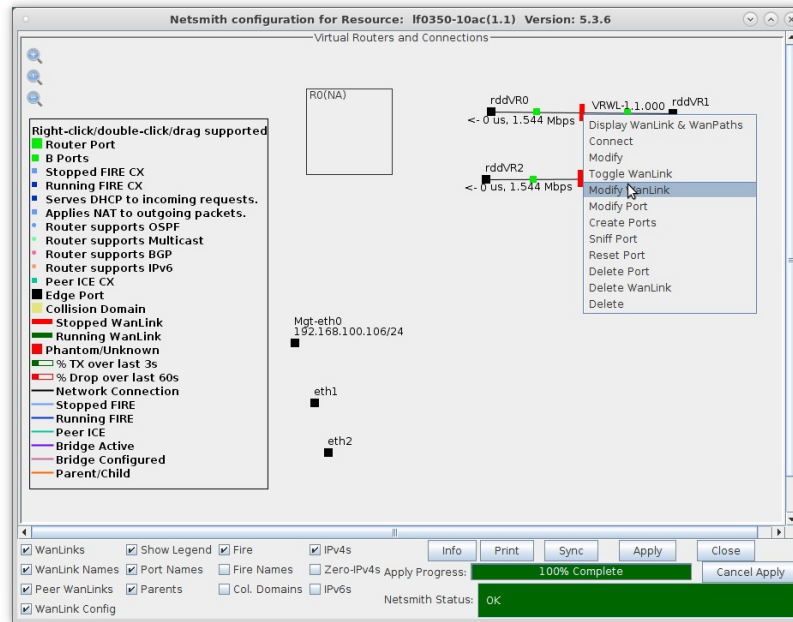 Netsmith configuration for Resource: lf0350-10ac(1.1) Version: 5.3.6
Virtual Routers and Connections
R0(NA)
rddVR0
VRWL-1.1.000
rddVR1
<- 0 us, 1.544 Mbps
rddVR2
<- 0 us, 1.544 Mbps
Display WanLink & WanPaths
Connect
Modify
Toggle WanLink
Modify WanLink
Modify Port
Create Ports
Sniff Port
Reset Port
Delete Port
Delete WanLink
Delete
Right-click/double-click/drag supported
Router Port
B Ports
Stopped FIRE CX
Running FIRE CX
Serves DHCP to incoming requests.
Applies NAT to outgoing packets.
Router supports OSPF
Router supports Multicast
Router supports BGP
Router supports IPv6
Peer ICE CX
Edge Port
Collision Domain
Stopped WanLink
Running WanLink
Phantom/Unknown
% TX over last 3s
% Drop over last 60s
Network Connection
Stopped FIRE
Running FIRE
Peer ICE
Bridge Active
Bridge Configured
Parent/Child
Mgt-eth0
192.168.100.106/24
eth1
eth2
WanLinks Show Legend Fire IPv4s Info Print Sync Apply Close
WanLink Names Port Names Fire Names Zero-IPv4s Apply Progress: 100% Complete Cancel Apply
Peer WanLinks Parents Col. Domains IPv6s
Netsmith Status: OK
WanLink Config